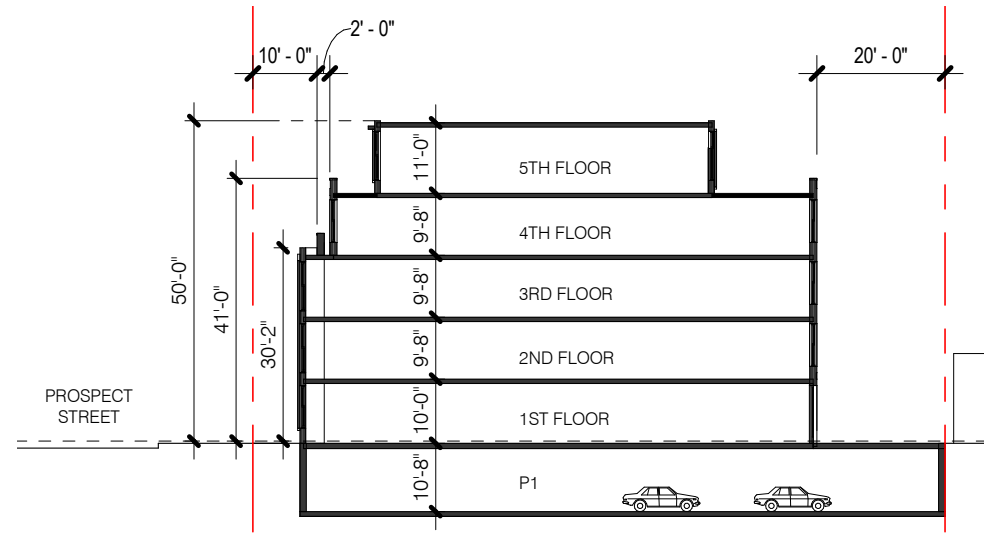 2' - 0"
10' - 0"
20' - 0"
11'-0"
5TH FLOOR
9'-8"
4TH FLOOR
50'-0"
41'-0"
30'-2"
9'-8"
3RD FLOOR
9'-8"
2ND FLOOR
PROSPECT
STREET
10'-0"
1ST FLOOR
10'-8"
P1